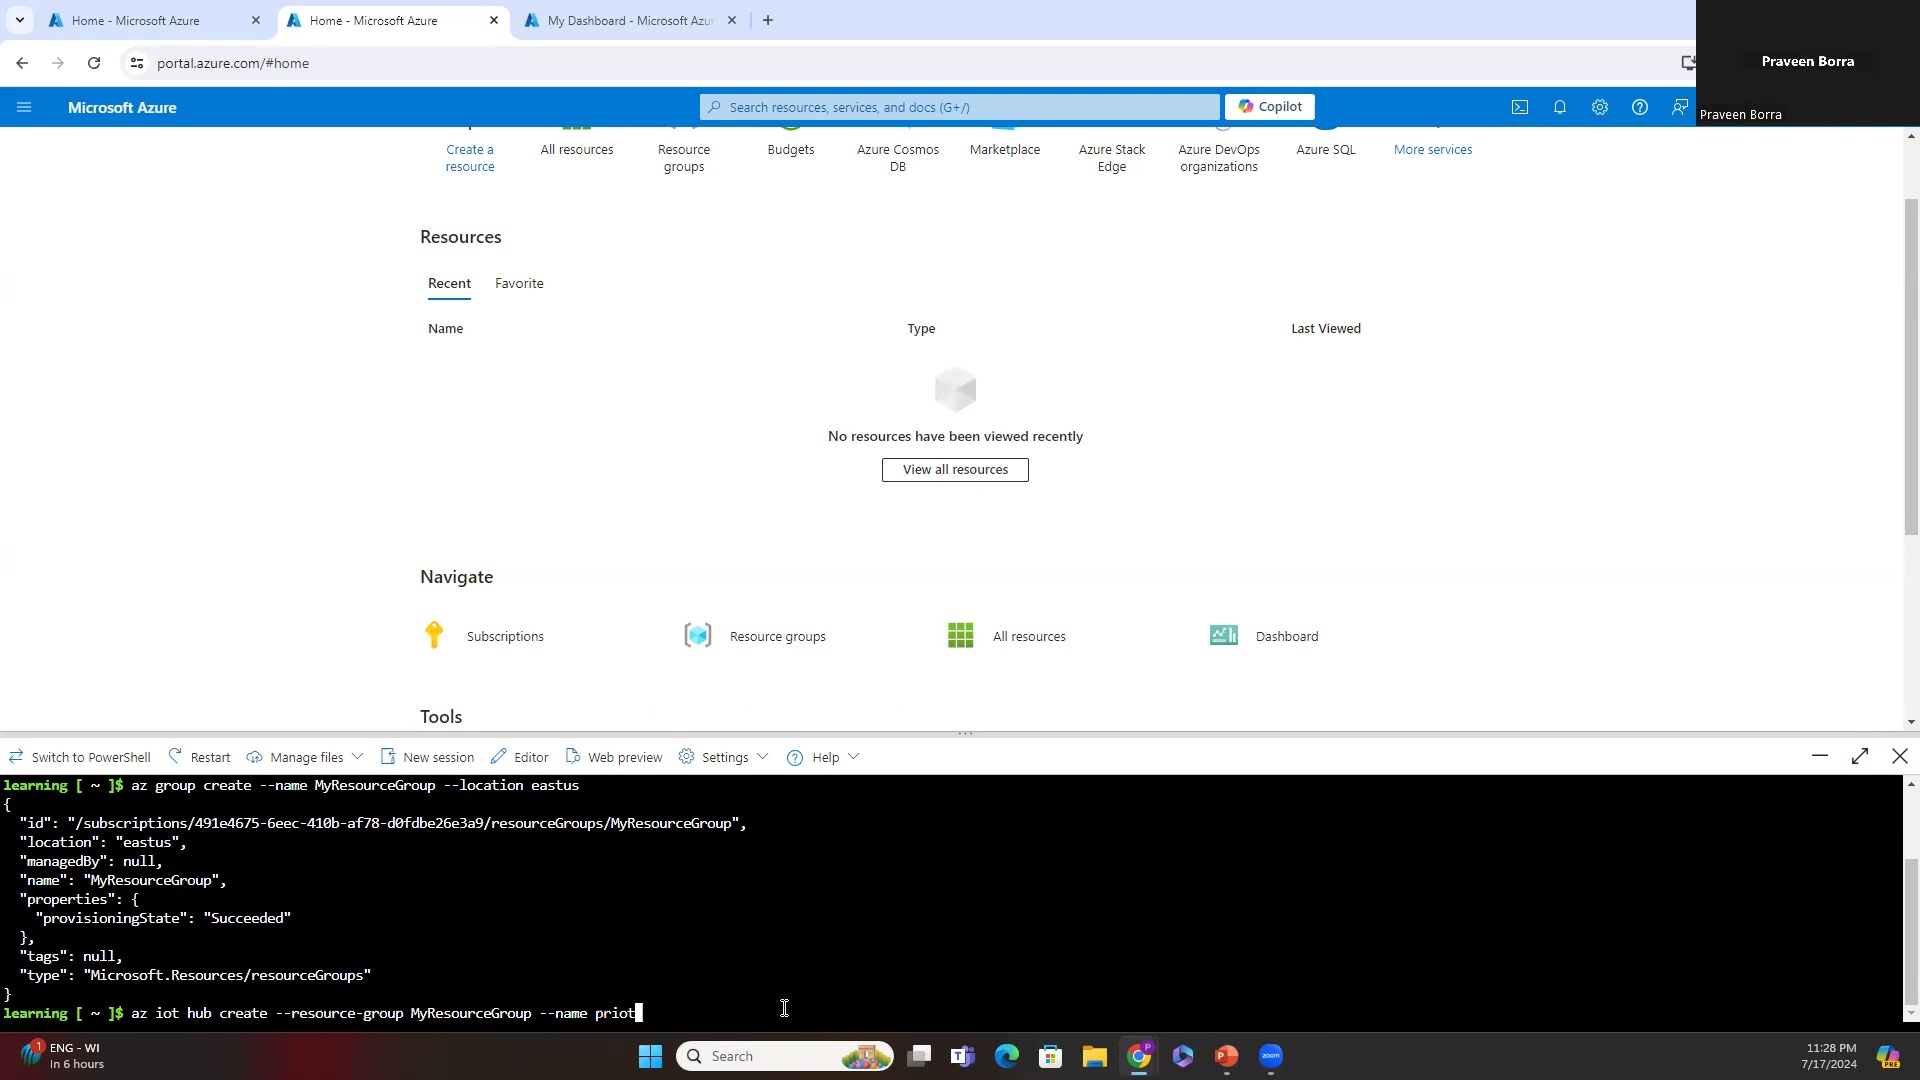 Home - Microsoft Azure
Home - Microsoft Azure
My Dashboard - Microsoft Azu
portal.azure.com/#home
Praveen Borra
Praveen Borra
Microsoft Azure
Search resources, services, and docs (G+/)
Copilot
Create a resource
All resources
Resource groups
Budgets
Azure Cosmos DB
Marketplace
Azure Stack Edge
Azure DevOps organizations
Azure SQL
More services
Resources
Recent
Favorite
Name
Type
Last Viewed
No resources have been viewed recently
View all resources
Navigate
Subscriptions
Resource groups
All resources
Dashboard
Tools
Switch to PowerShell
Restart
Manage files
New session
Editor
Web preview
Settings
Help
learning [ ~ ]$ az group create --name MyResourceGroup --location eastus
{
"id": "/subscriptions/491e4675-6eec-410b-af78-d0fdbe26e3a9/resourceGroups/MyResourceGroup",
"location": "eastus",
"managedBy": null,
"name": "MyResourceGroup",
"properties": {
"provisioningState": "Succeeded"
},
"tags": null,
"type": "Microsoft.Resources/resourceGroups"
}
learning [ ~ ]$ az iot hub create --resource-group MyResourceGroup --name priot
1
ENG - WI
In 6 hours
Search
zoom
11:28 PM
7/17/2024
PRE